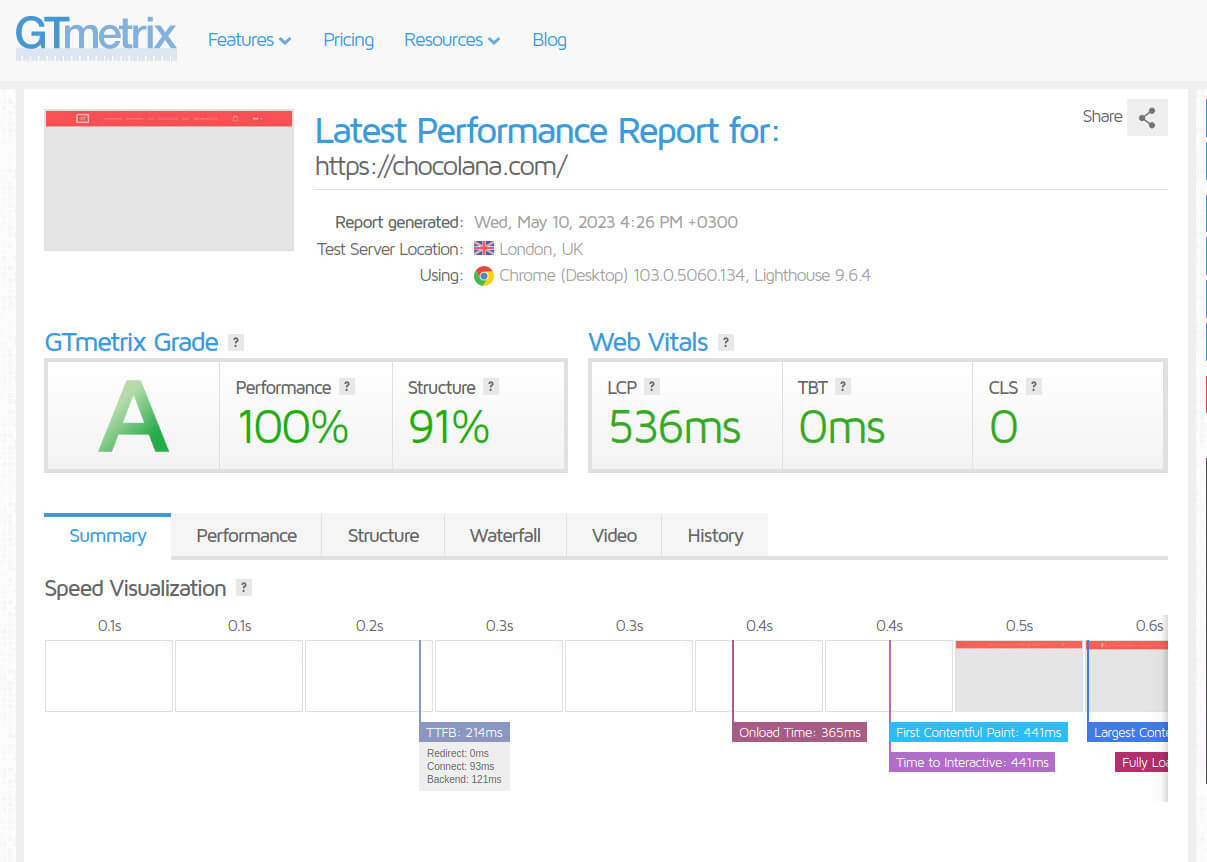 GTmetrix
Features Pricing Resources Blog
Share
Latest Performance Report for:
https://chocolana.com/
Report generated: Wed, May 10, 2023 4:26 PM +0300
Test Server Location: London, UK
Using: Chrome (Desktop) 103.0.5060.134, Lighthouse 9.6.4
GTmetrix Grade ? Web Vitals ?
A
Performance ? Structure ? LCP ? TBT ? CLS ?
100% 91% 536ms 0ms 0
Summary Performance Structure Waterfall Video History
Speed Visualization ?
0.1s 0.1s 0.2s 0.3s 0.3s 0.4s 0.4s 0.5s 0.6s
TTFB: 214ms Onload Time: 365ms First Contentful Paint: 441ms Largest Conte
Redirect: 0ms
Connect: 93ms
Backend: 121ms
Time to Interactive: 441ms Fully Loa